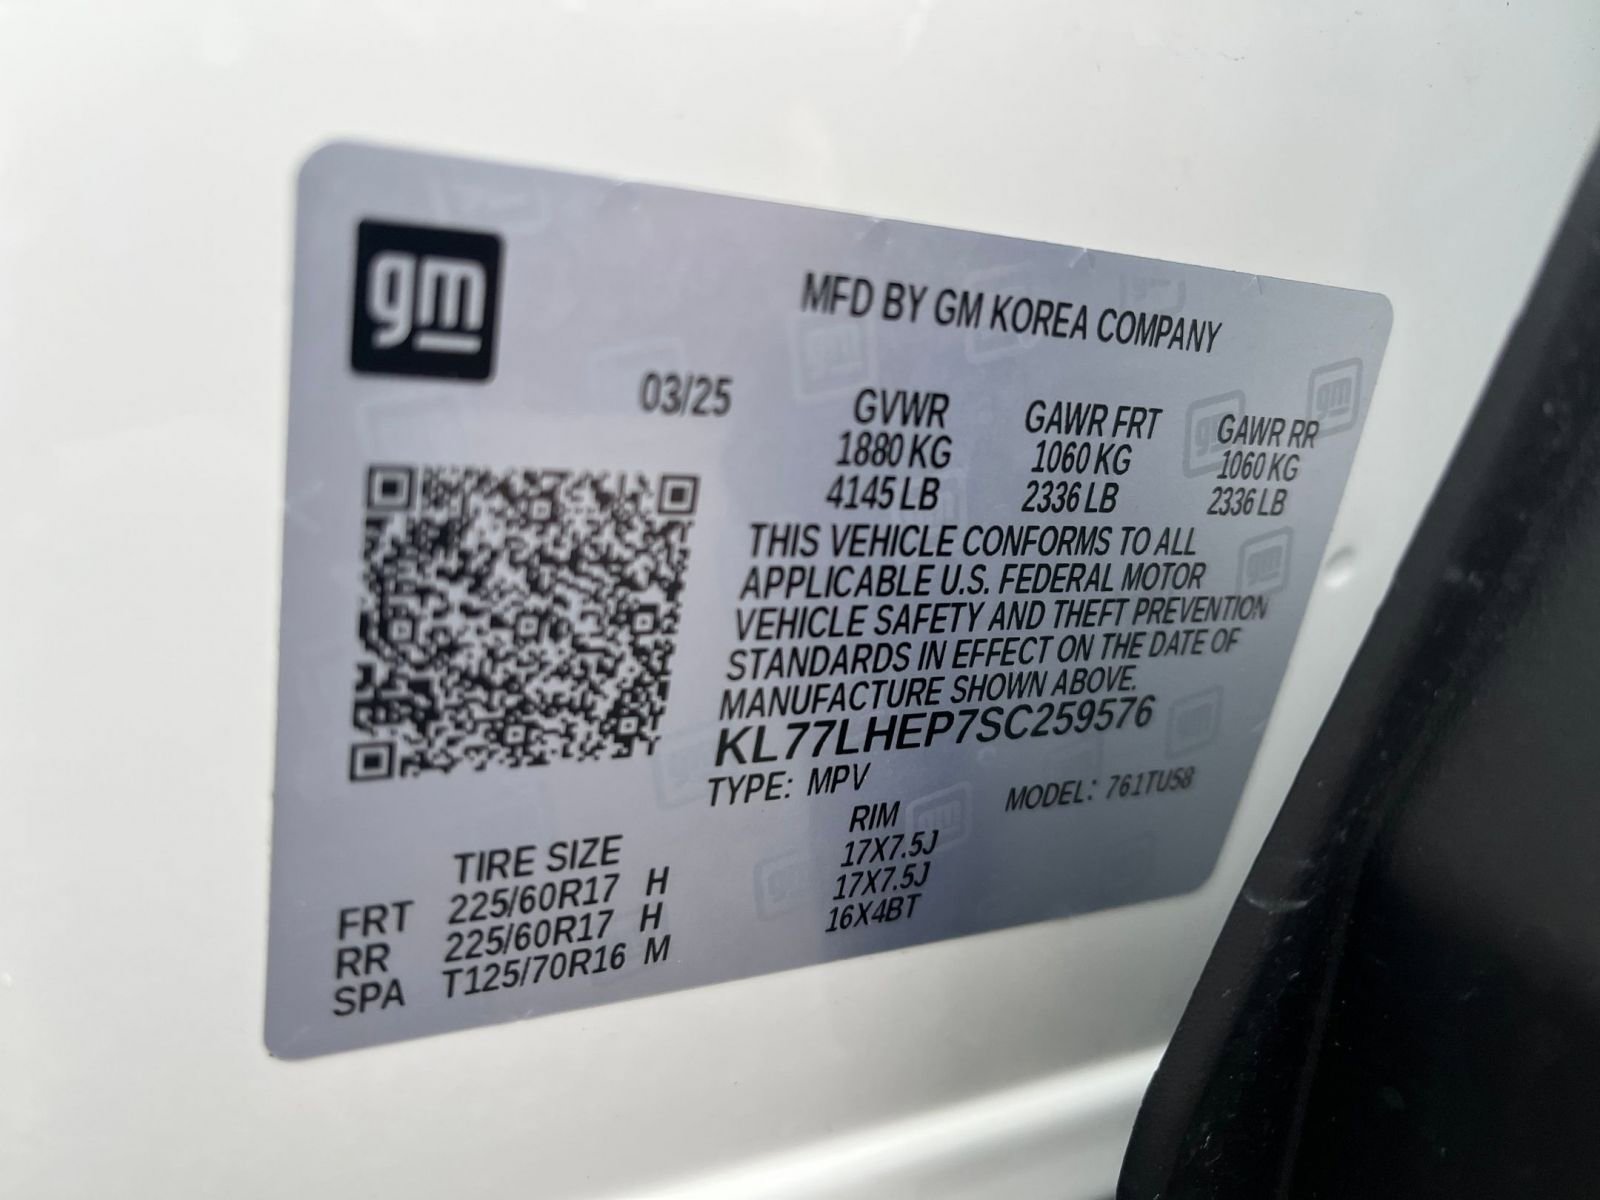 gm
MFD BY GM KOREA COMPANY
03/25
GVWR GAWR FRT GAWR RR
1880 KG 1060 KG 1060 KG
4145 LB 2336 LB 2336 LB
THIS VEHICLE CONFORMS TO ALL
APPLICABLE U.S. FEDERAL MOTOR
VEHICLE SAFETY AND THEFT PREVENTION
STANDARDS IN EFFECT ON THE DATE OF
MANUFACTURE SHOWN ABOVE.
KL77LHEP7SC259576
TYPE: MPV MODEL: 761TU58
TIRE SIZE RIM
FRT 225/60R17 H 17X7.5J
RR 225/60R17 H 17X7.5J
SPA T125/70R16 M 16X4BT